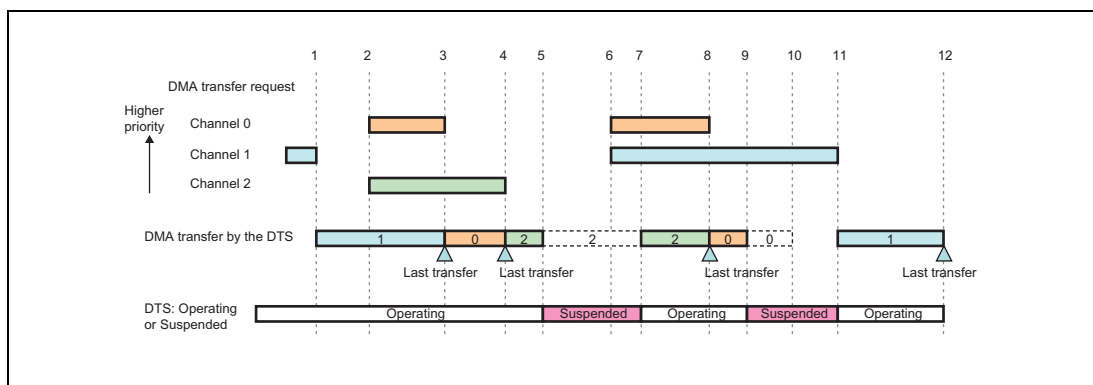 1 2 3 4 5 6 7 8 9 10 11 12
DMA transfer request
Higher
priority
Channel 0
Channel 1
Channel 2
DMA transfer by the DTS
1 0 2 2 2 0 0 1
Last transfer Last transfer Last transfer Last transfer
DTS: Operating
or Suspended
Operating Suspended Operating Suspended Operating